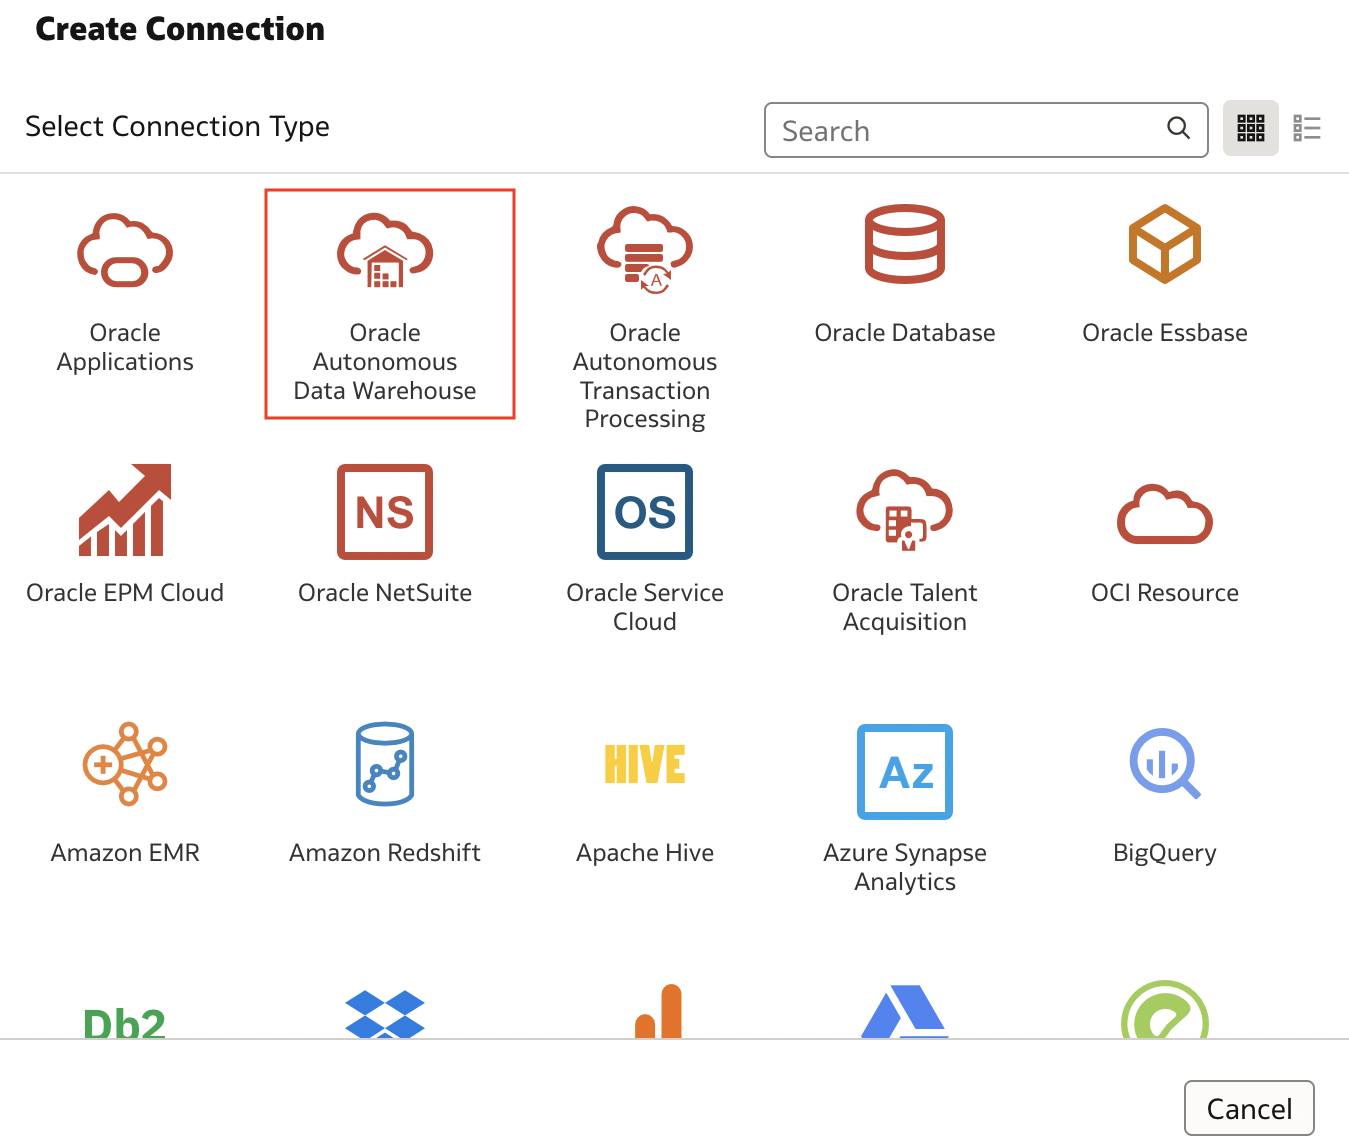 Create Connection
Select Connection Type
Search
Oracle
Applications
Oracle
Autonomous
Data Warehouse
A
Oracle
Autonomous
Transaction
Processing
Oracle Database
Oracle Essbase
Oracle EPM Cloud
NS
Oracle NetSuite
OS
Oracle Service
Cloud
Oracle Talent
Acquisition
OCI Resource
Amazon EMR
Amazon Redshift
HIVE
Apache Hive
Az
Azure Synapse
Analytics
BigQuery
Db2
Cancel